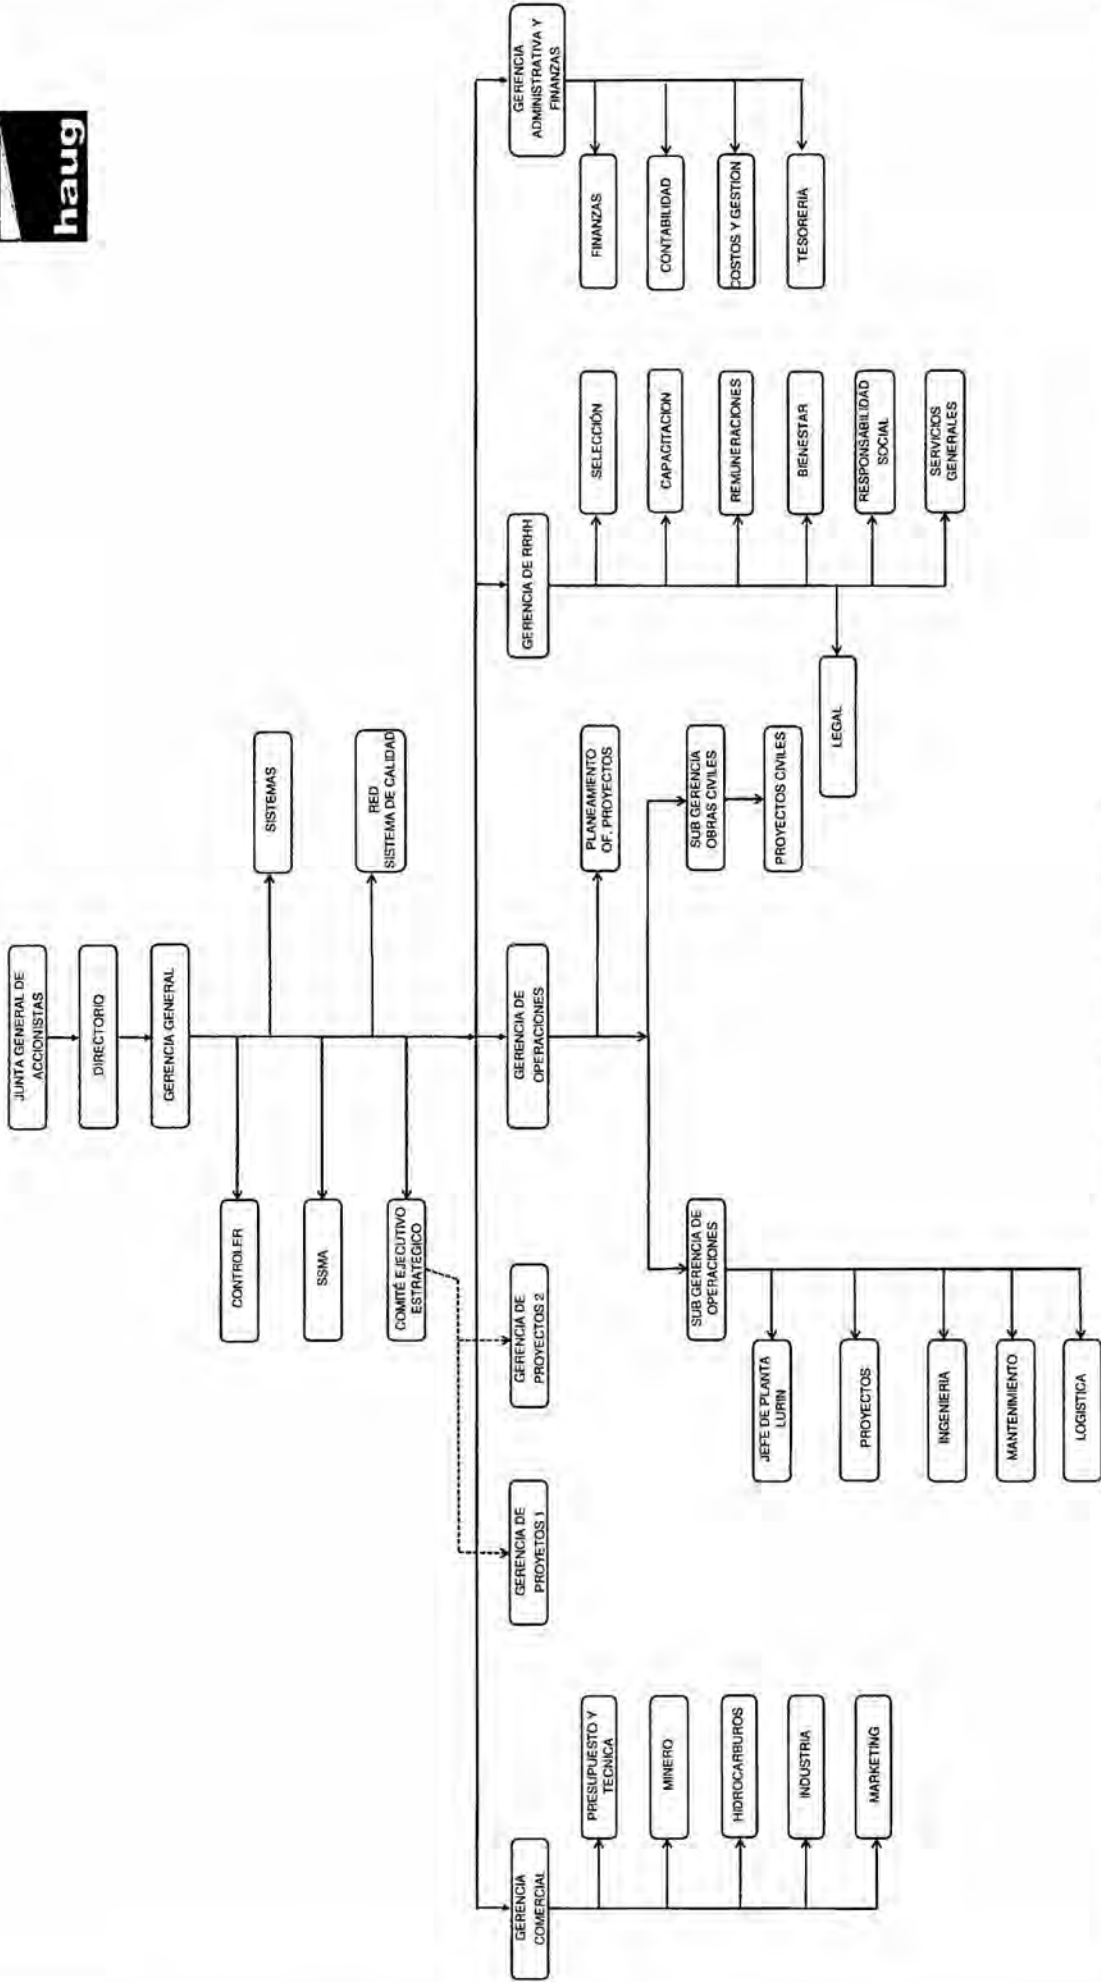 haug
JUNTA GENERAL DE
ACCIONISTAS
DIRECTORIO
GERENCIA GENERAL
CONTROLER
SISTEMAS
SSMA
RED
SISTEMA DE CALIDAD
COMITÉ EJECUTIVO
ESTRATEGICO
GERENCIA
COMERCIAL
GERENCIA DE
PROYETOS 1
GERENCIA DE
PROYECTOS 2
GERENCIA DE
OPERACIONES
GERENCIA DE RRHH
GERENCIA
ADMINISTRATIVA Y
FINANZAS
PRESUPUESTO Y
TECNICA
MINERO
HIDROCARBUROS
INDUSTRIA
MARKETING
PLANEAMIENTO
OF. PROYECTOS
SUB GERENCIA DE
OPERACIONES
SUB GERENCIA
OBRAS CIVILES
JEFE DE PLANTA
LURIN
PROYECTOS
INGENIERIA
MANTENIMIENTO
LOGISTICA
PROYECTOS CIVILES
SELECCIÓN
CAPACITACION
REMUNERACIONES
BIENESTAR
LEGAL
RESPONSABILIDAD
SOCIAL
SERVICIOS
GENERALES
FINANZAS
CONTABILIDAD
COSTOS Y GESTION
TESORERIA